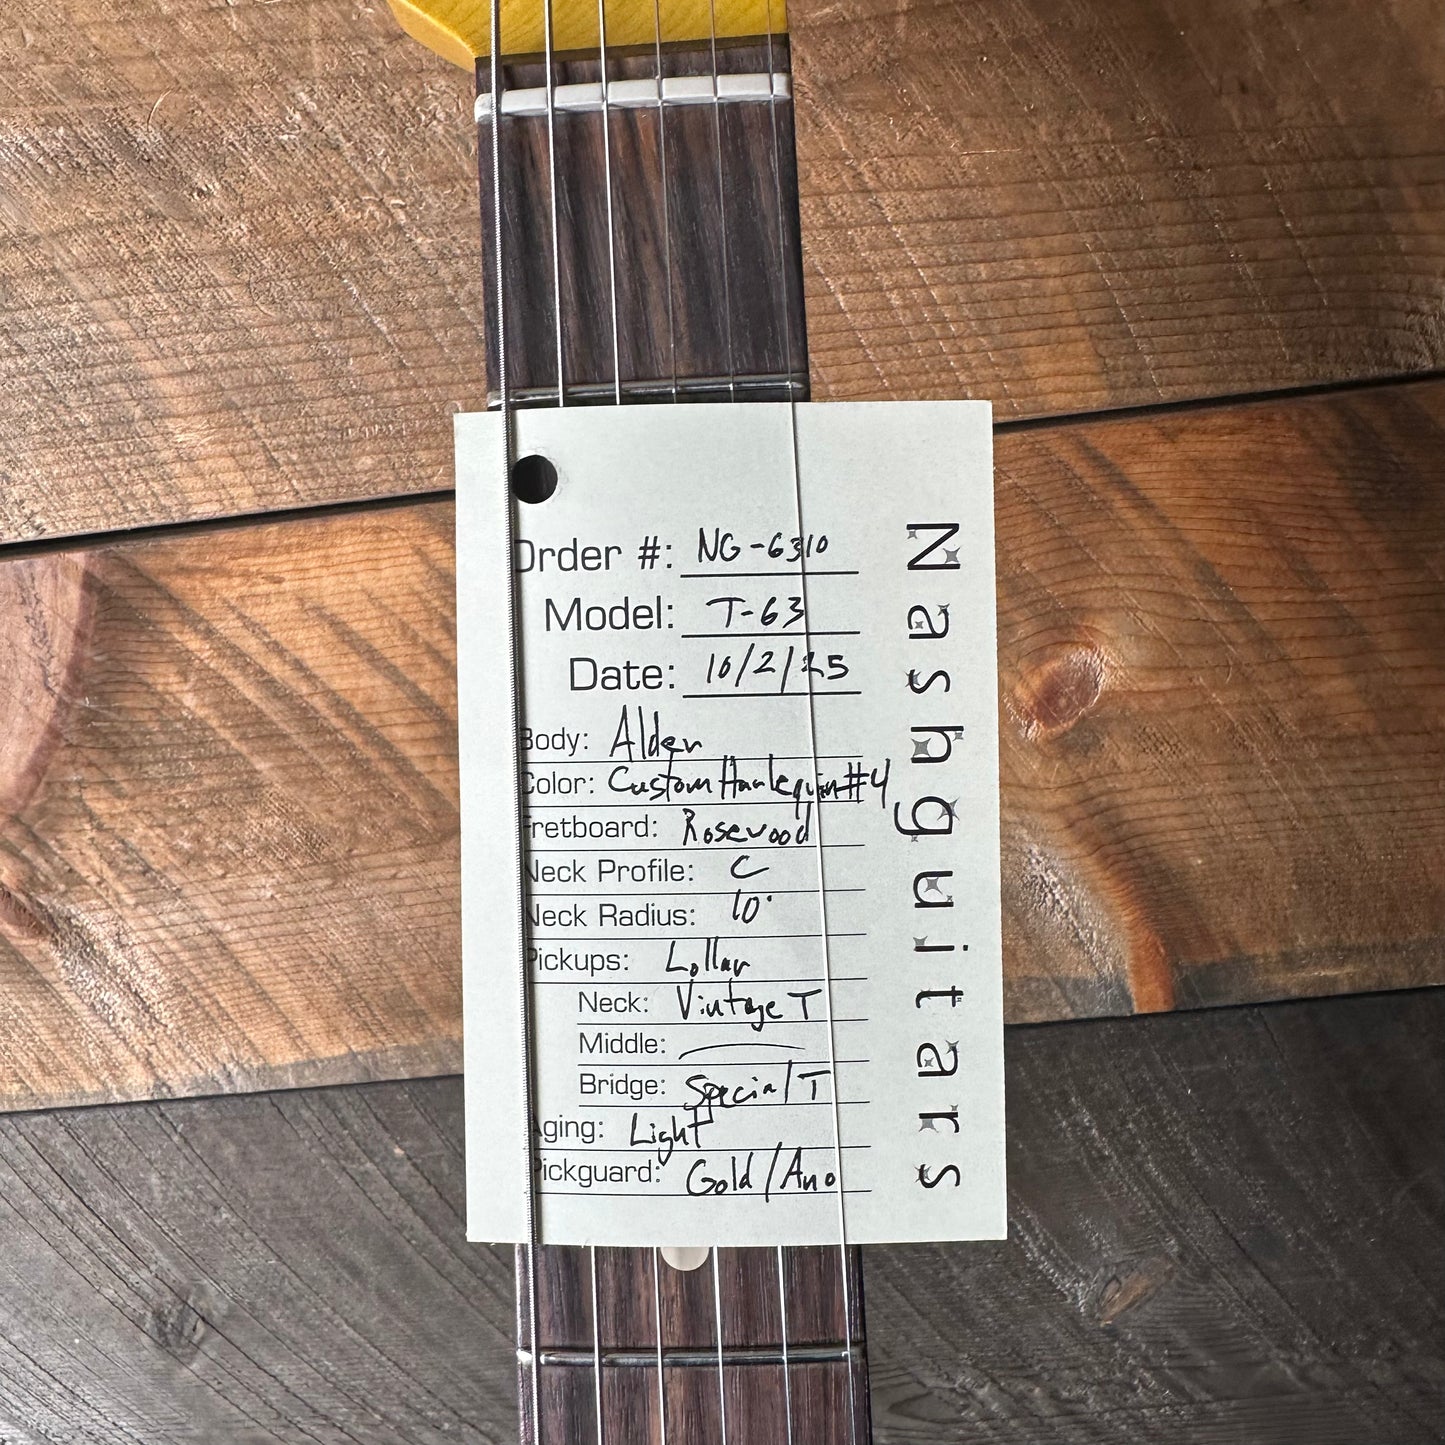 Order #: NG-6310
Model: T-63
Date: 10/2/25
Body: Alder
Color: Custom Harlequin #4
Fretboard: Rosewood
Neck Profile: C
Neck Radius: 10"
Pickups: Lollar
Neck: Vintage T
Middle:
Bridge: Special T
Aging: Light
Pickguard: Gold/Ano
Nashguitars